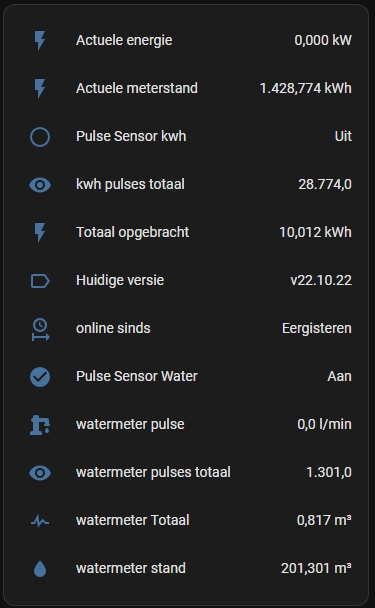 Actuele energie 0,000 kW
Actuele meterstand 1.428,774 kWh
Pulse Sensor kwh Uit
kwh pulses totaal 28.774,0
Totaal opgebracht 10,012 kWh
Huidige versie v22.10.22
online sinds Eergisteren
Pulse Sensor Water Aan
watermeter pulse 0,0 l/min
watermeter pulses totaal 1.301,0
watermeter Totaal 0,817 m³
watermeter stand 201,301 m³